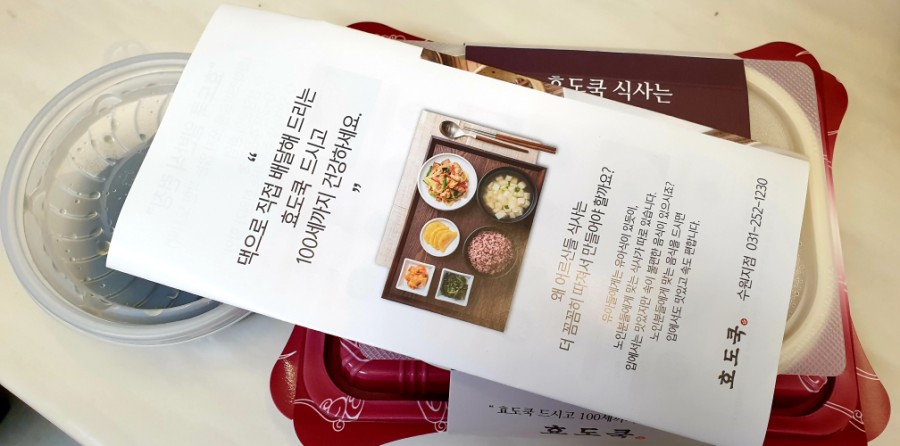 “
댁으로 직접 배달해 드리는
효도쿡 드시고
100세까지 건강하세요.
”
왜 어르신들 식사는
더 꼼꼼히 따져서 만들어야 할까요?
유아들에게는 유아식이 있듯이,
노인분들에게 맞는 식사가 따로 있습니다.
입에서는 맛있지만 속이 불편한 음식이 있으시죠?
노인분들에게 맞는 음식을 드시면
입에서도 맛있고 속도 편합니다.
효도쿡 수원지점 031-252-1230
효도쿡 식사는
“ 효도쿡 드시고 100세까
효도쿡